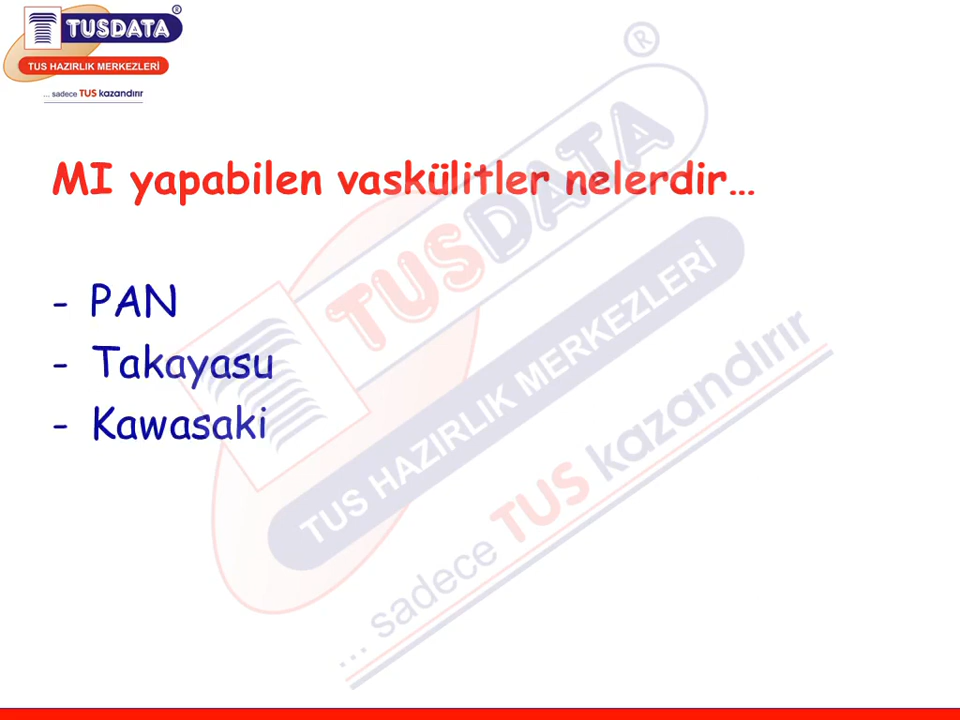 TUSDATA®
TUS HAZIRLIK MERKEZLERİ
... sadece TUS kazandırır
MI yapabilen vaskülitler nelerdir…
- PAN
- Takayasu
- Kawasaki
TUSDATA®
TUS HAZIRLIK MERKEZLERİ
... sadece TUS kazandırır